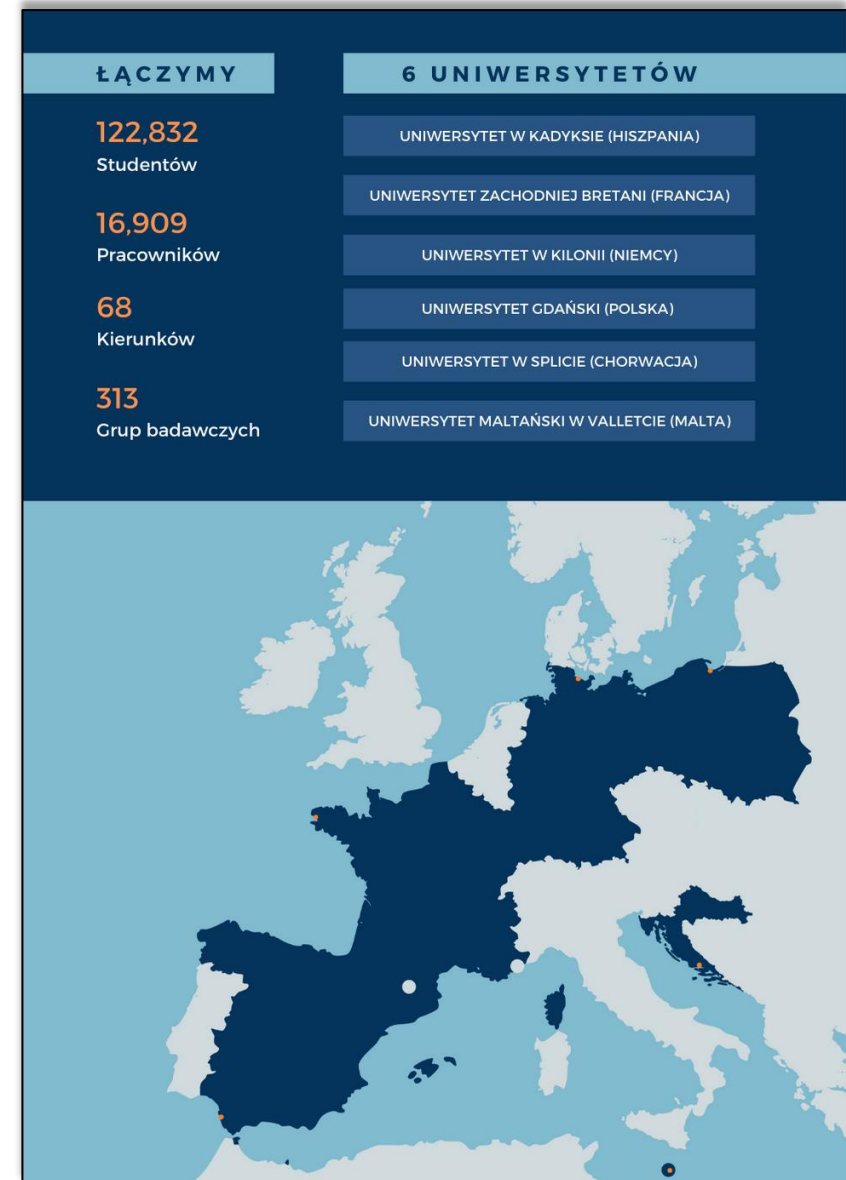 ŁĄCZYMY
122,832
Studentów
16,909
Pracowników
68
Kierunków
313
Grup badawczych
6 UNIWERSYTETÓW
UNIWERSYTET W KADYKSIE (HISZPANIA)
UNIWERSYTET ZACHODNIEJ BRETANI (FRANCJA)
UNIWERSYTET W KILONII (NIEMCY)
UNIWERSYTET GDAŃSKI (POLSKA)
UNIWERSYTET W SPLICIE (CHORWACJA)
UNIWERSYTET MALTAŃSKI W VALLETCIE (MALTA)